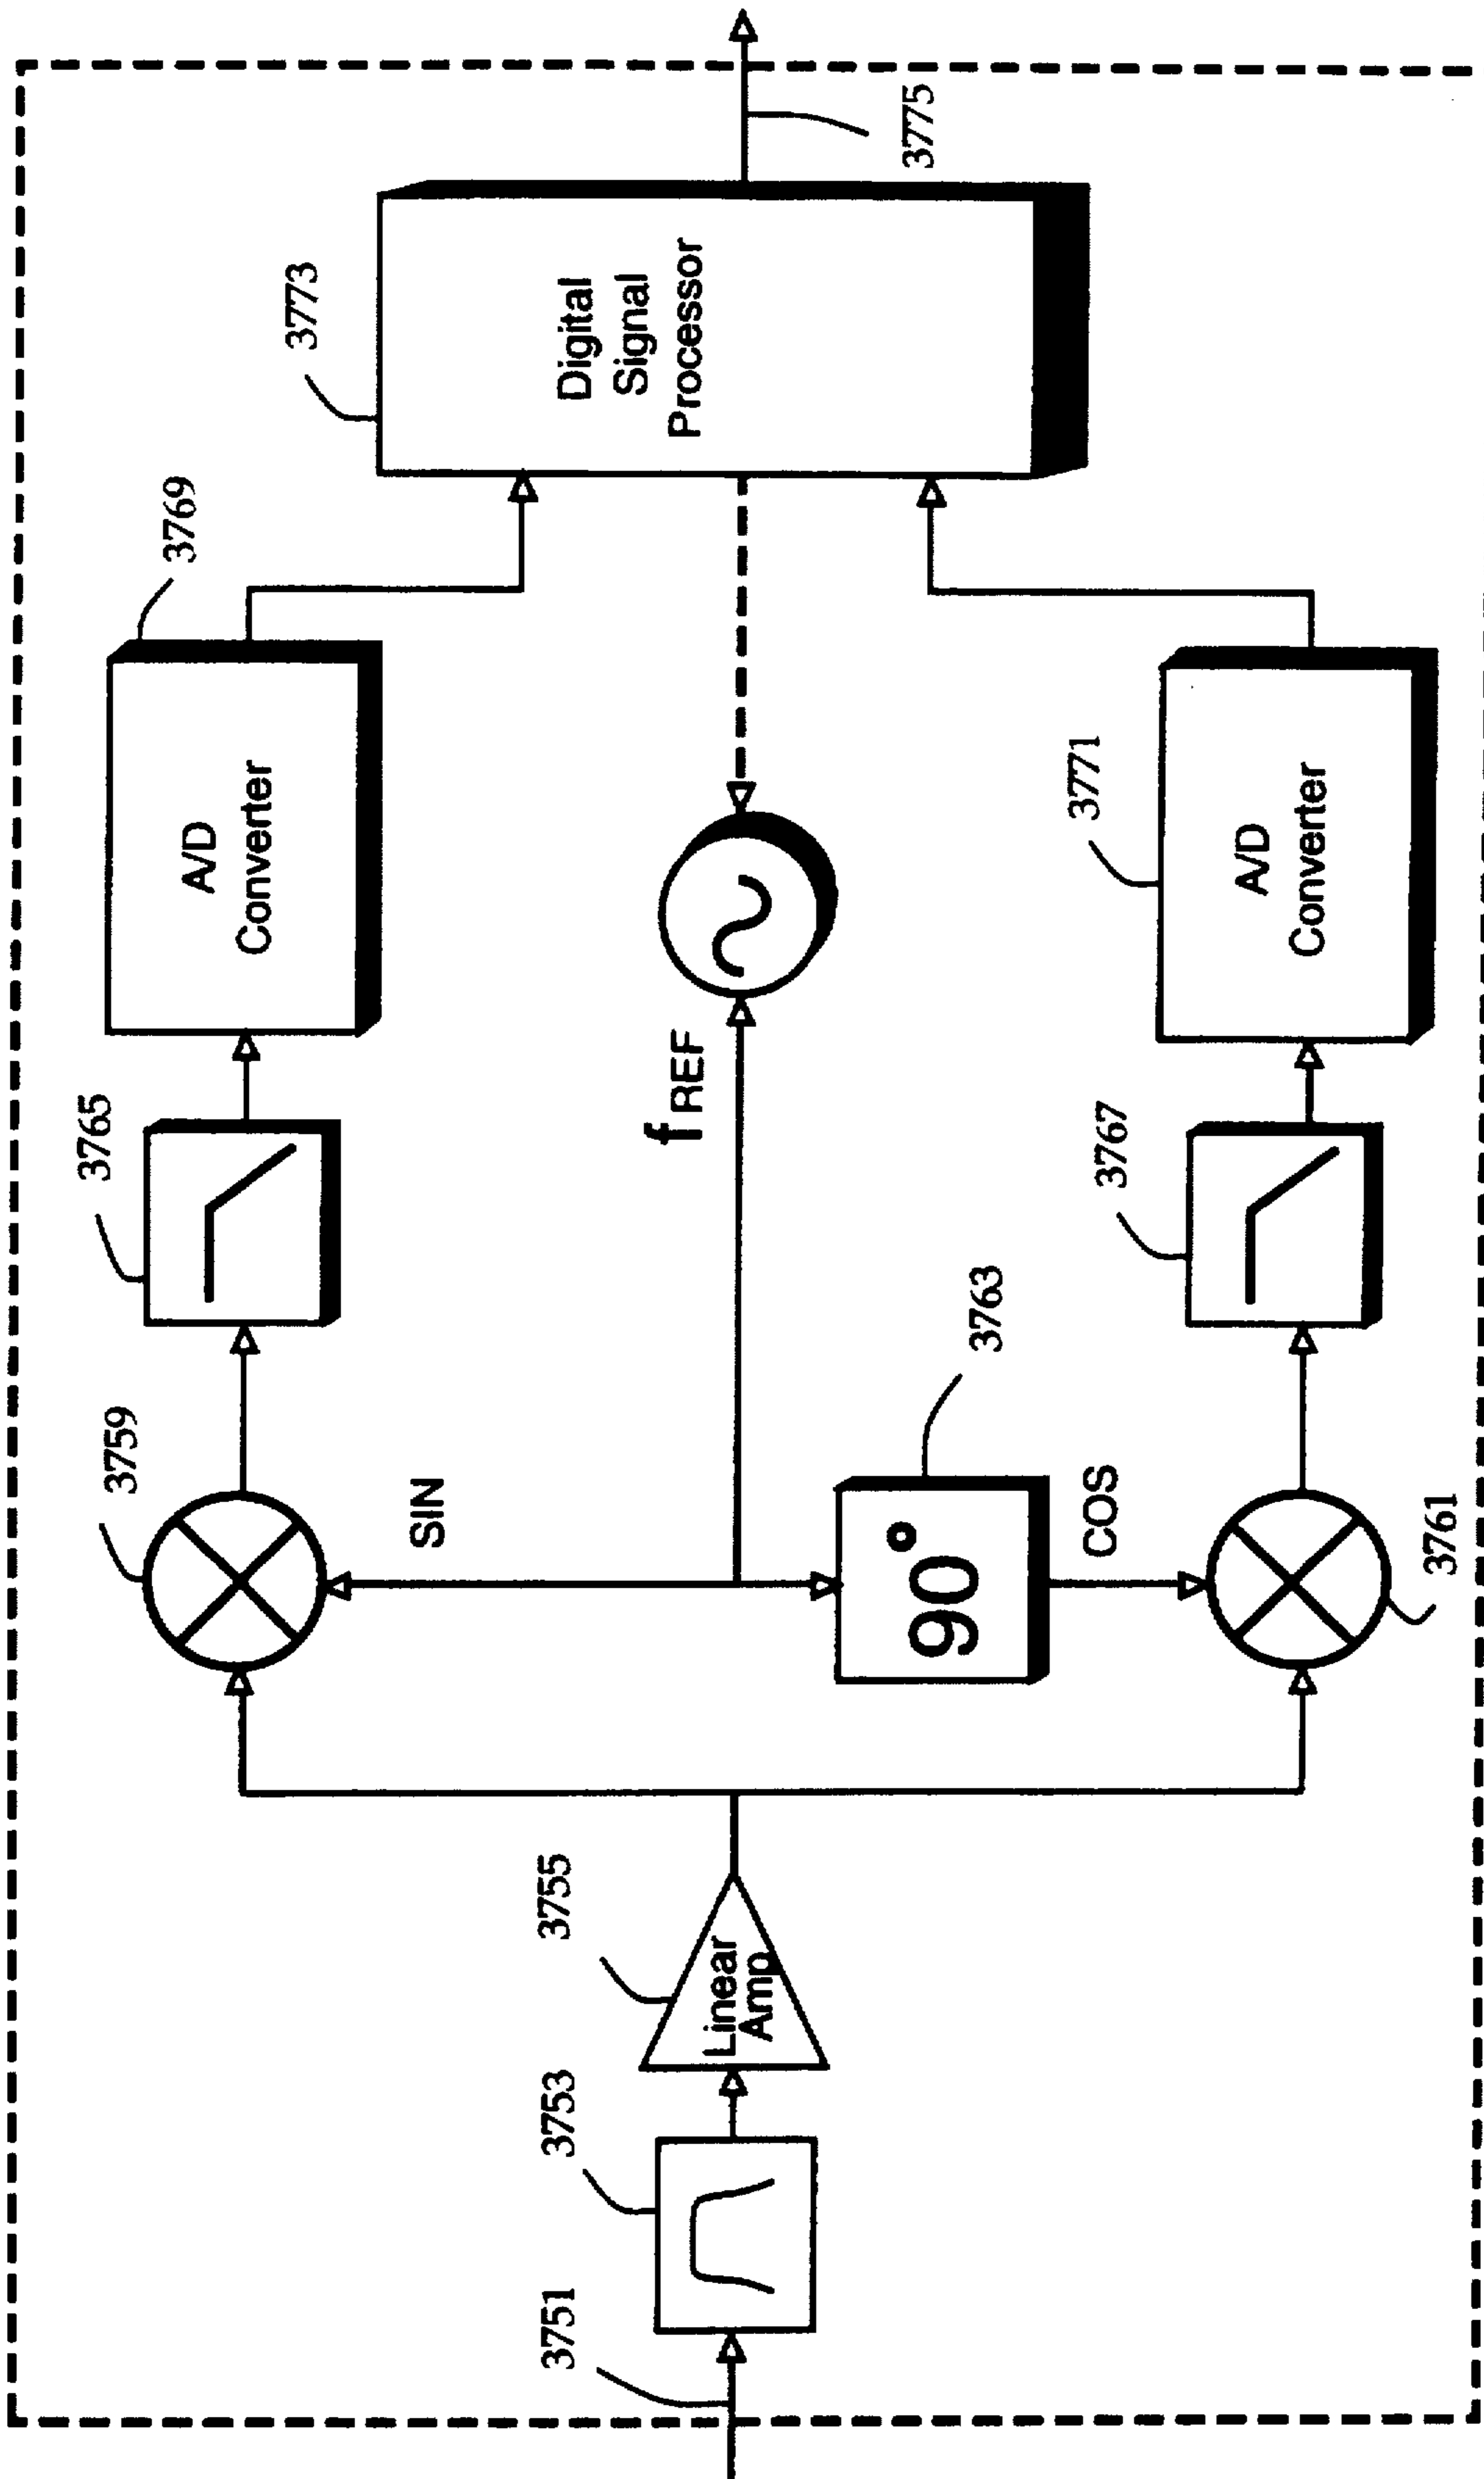 3751
3753
3755
Linear
Amp
3759
SIN
3765
3769
A/D
Converter
f REF
3763
90°
COS
3761
3767
3771
A/D
Converter
3773
Digital
Signal
Processor
3775